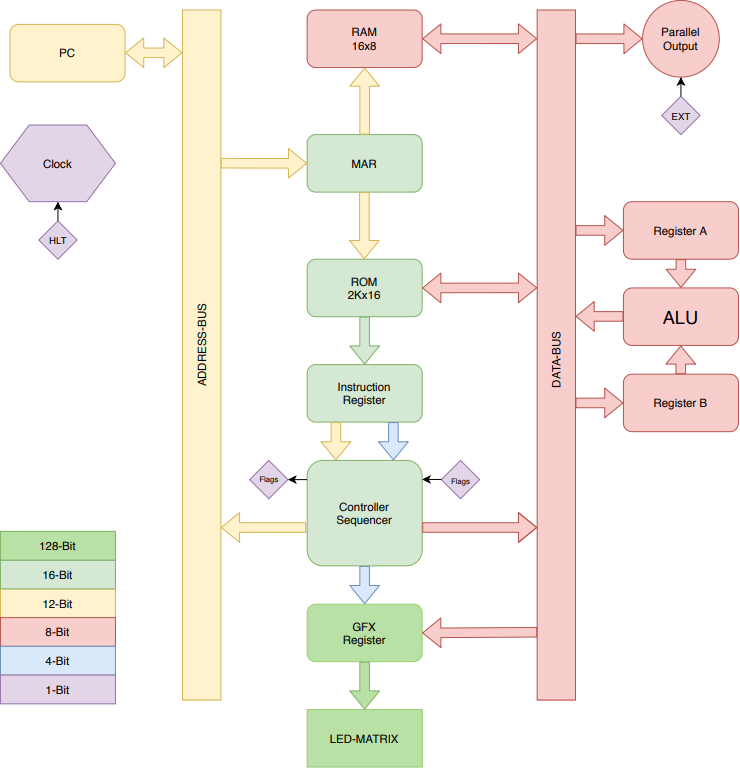 PC
RAM
16x8
Parallel
Output
EXT
Clock
MAR
HLT
Register A
ROM
2Kx16
ALU
ADDRESS-BUS
DATA-BUS
Instruction
Register
Register B
Flags
Flags
Controller
Sequencer
128-Bit
16-Bit
12-Bit
8-Bit
4-Bit
1-Bit
GFX
Register
LED-MATRIX